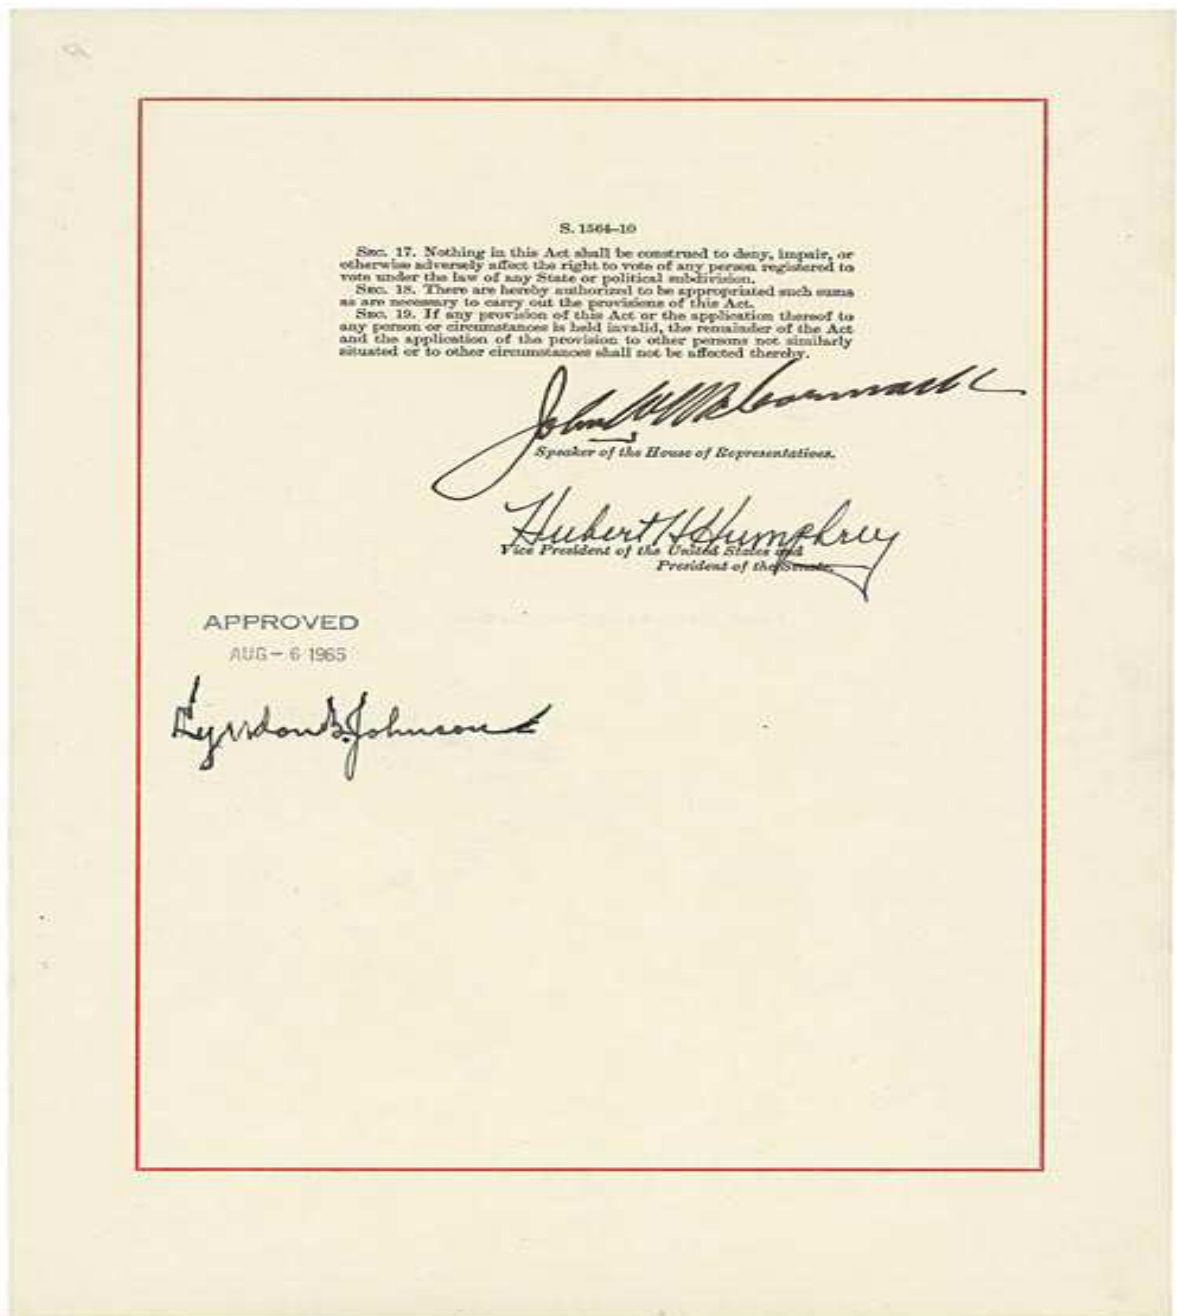 S. 1564–10
SEC. 17. Nothing in this Act shall be construed to deny, impair, or
otherwise adversely affect the right to vote of any person registered to
vote under the law of any State or political subdivision.
SEC. 18. There are hereby authorized to be appropriated such sums
as are necessary to carry out the provisions of this Act.
SEC. 19. If any provision of this Act or the application thereof to
any person or circumstances is held invalid, the remainder of the Act
and the application of the provision to other persons not similarly
situated or to other circumstances shall not be affected thereby.
John W. McCormack
Speaker of the House of Representatives.
Hubert H Humphrey
Vice President of the United States and
President of the Senate.
APPROVED
AUG – 6 1965
Lyndon B. Johnson